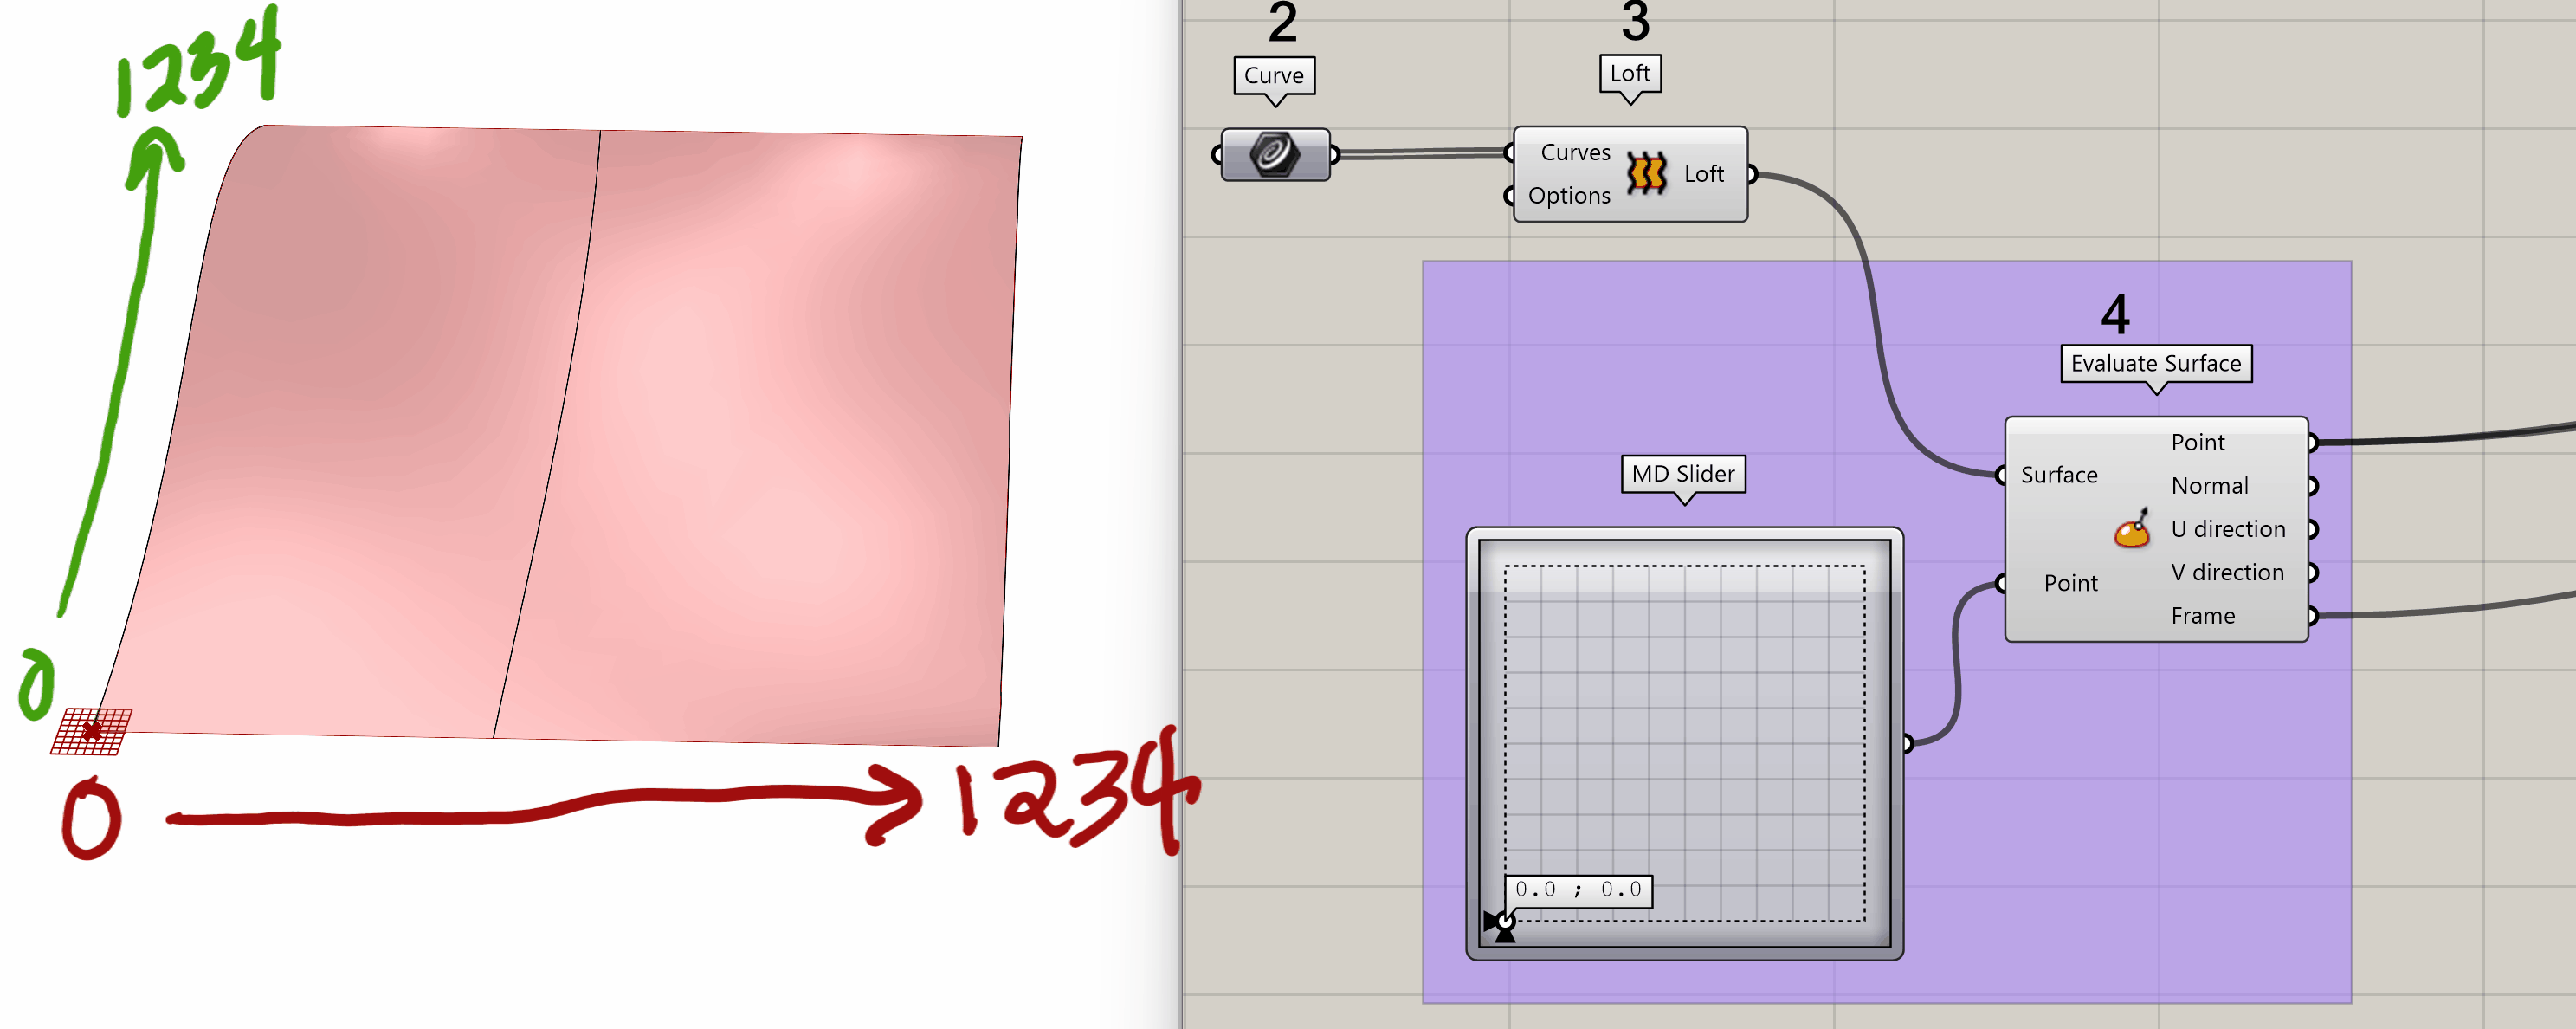 1234
0
0
1234
2
3
Curve
Loft
Curves
Options
Loft
4
Evaluate Surface
Surface
Point
Point
Normal
U direction
V direction
Frame
MD Slider
0.0 ; 0.0